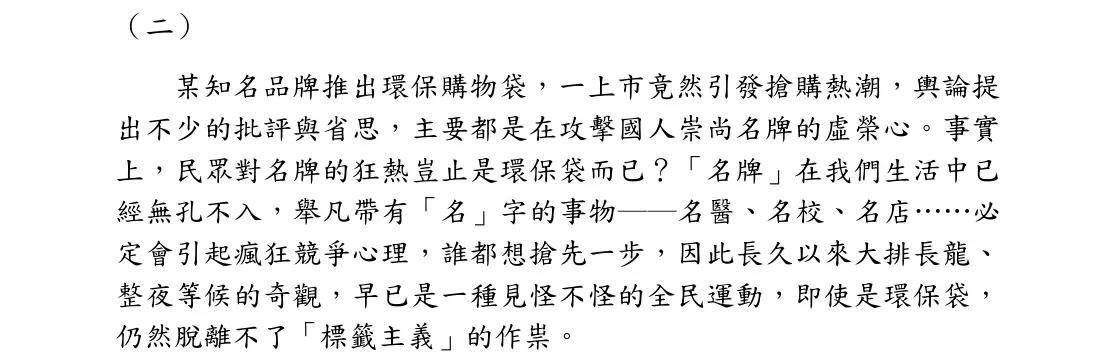 （二）
某知名品牌推出環保購物袋，一上市竟然引發搶購熱潮，輿論提
出不少的批評與省思，主要都是在攻擊國人崇尚名牌的虛榮心。事實
上，民眾對名牌的狂熱豈止是環保袋而已？「名牌」在我們生活中已
經無孔不入，舉凡帶有「名」字的事物——名醫、名校、名店……必
定會引起瘋狂競爭心理，誰都想搶先一步，因此長久以來大排長龍、
整夜等候的奇觀，早已是一種見怪不怪的全民運動，即使是環保袋，
仍然脫離不了「標籤主義」的作祟。